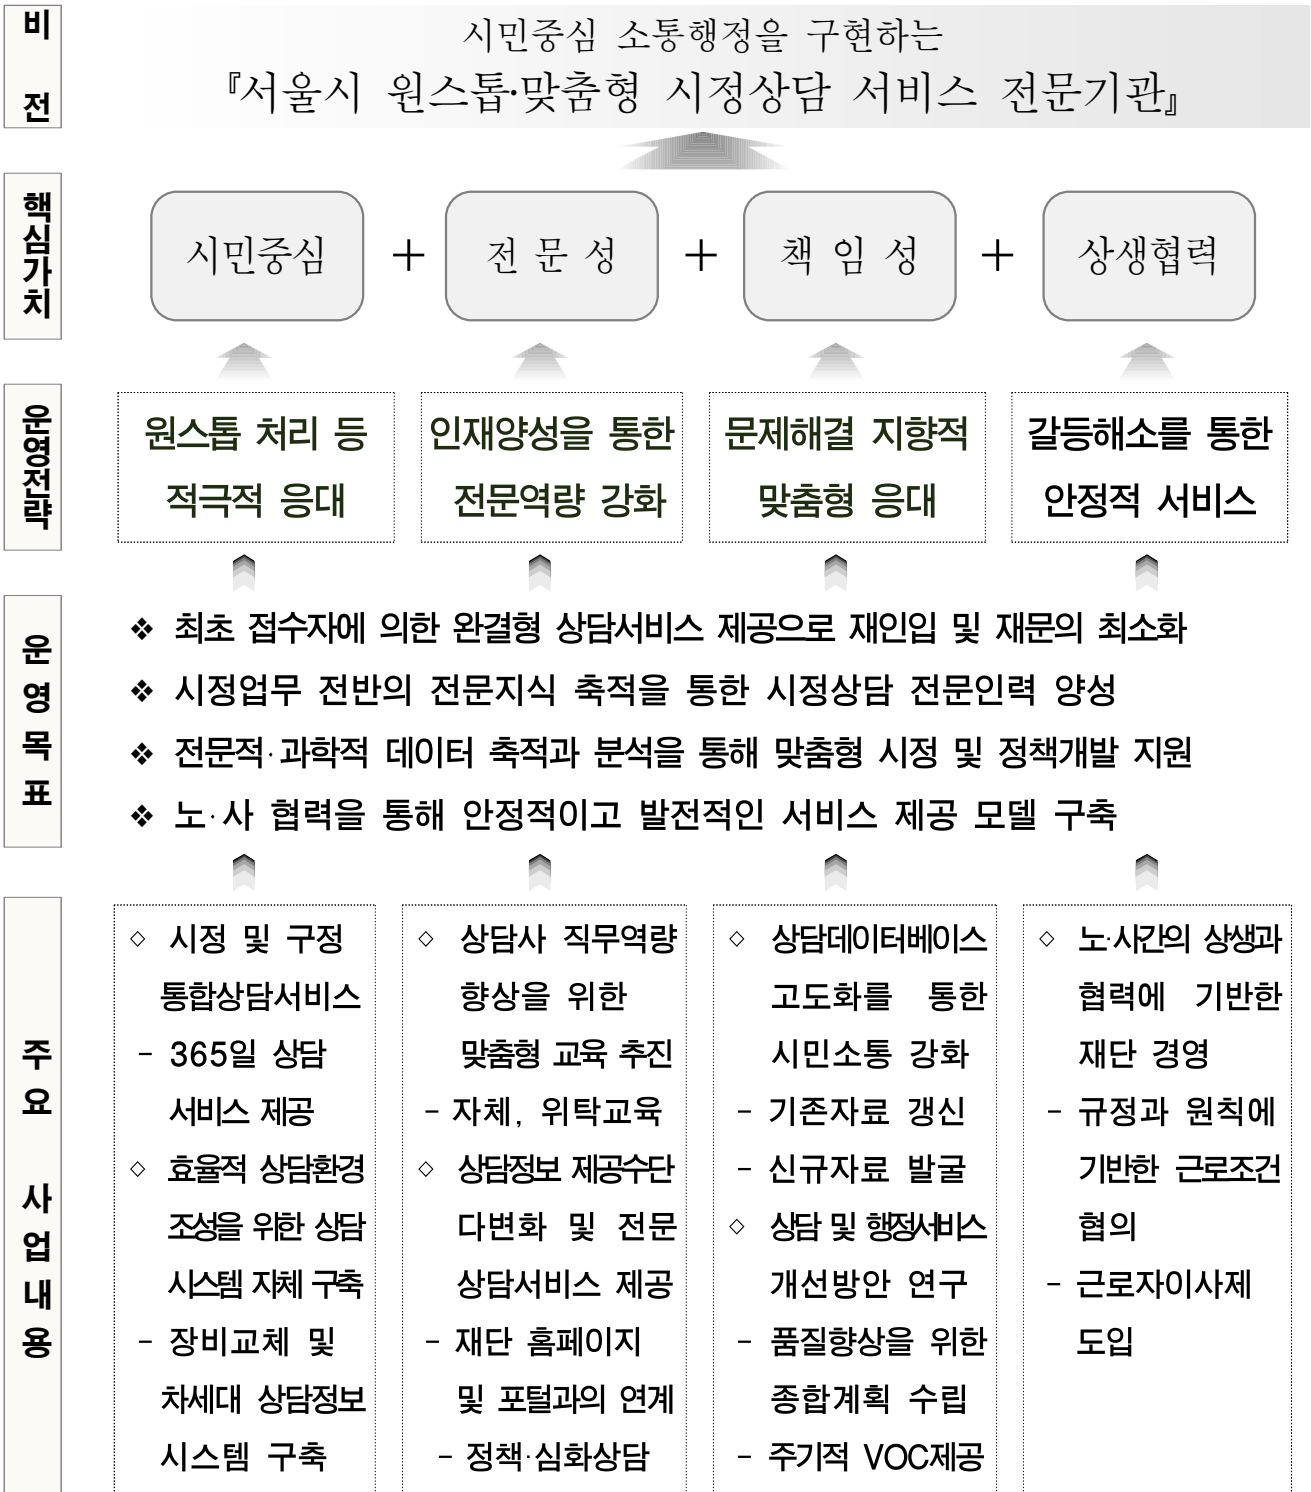 비
전
시민중심 소통행정을 구현하는
『서울시 원스톱·맞춤형 시정상담 서비스 전문기관』
핵심가치
시민중심 + 전 문 성 + 책 임 성 + 상생협력
운영전략
원스톱 처리 등
적극적 응대
인재양성을 통한
전문역량 강화
문제해결 지향적
맞춤형 응대
갈등해소를 통한
안정적 서비스
운
영
목
표
❖ 최초 접수자에 의한 완결형 상담서비스 제공으로 재인입 및 재문의 최소화
❖ 시정업무 전반의 전문지식 축적을 통한 시정상담 전문인력 양성
❖ 전문적·과학적 데이터 축적과 분석을 통해 맞춤형 시정 및 정책개발 지원
❖ 노·사 협력을 통해 안정적이고 발전적인 서비스 제공 모델 구축
주
요
사
업
내
용
◇ 시정 및 구정
통합상담서비스
- 365일 상담
서비스 제공
◇ 효율적 상담환경
조성을 위한 상담
시스템 자체 구축
- 장비교체 및
차세대 상담정보
시스템 구축
◇ 상담사 직무역량
향상을 위한
맞춤형 교육 추진
- 자체, 위탁교육
◇ 상담정보 제공수단
다변화 및 전문
상담서비스 제공
- 재단 홈페이지
및 포털과의 연계
- 정책·심화상담
◇ 상담데이터베이스
고도화를 통한
시민소통 강화
- 기존자료 갱신
- 신규자료 발굴
◇ 상담 및 행정서비스
개선방안 연구
- 품질향상을 위한
종합계획 수립
- 주기적 VOC제공
◇ 노·사간의 상생과
협력에 기반한
재단 경영
- 규정과 원칙에
기반한 근로조건
협의
- 근로자이사제
도입